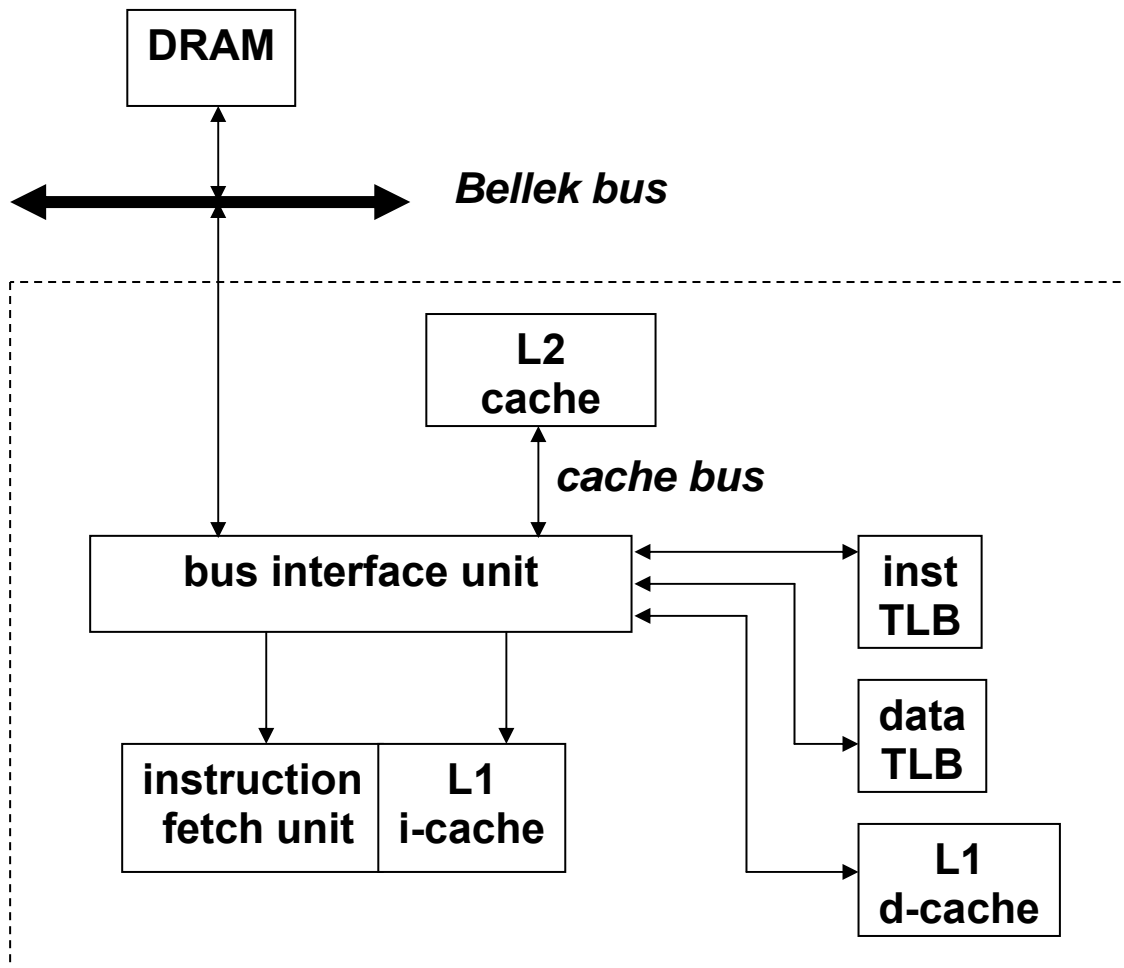 DRAM
Bellek bus
L2
cache
cache bus
bus interface unit
inst
TLB
data
TLB
instruction
fetch unit
L1
i-cache
L1
d-cache